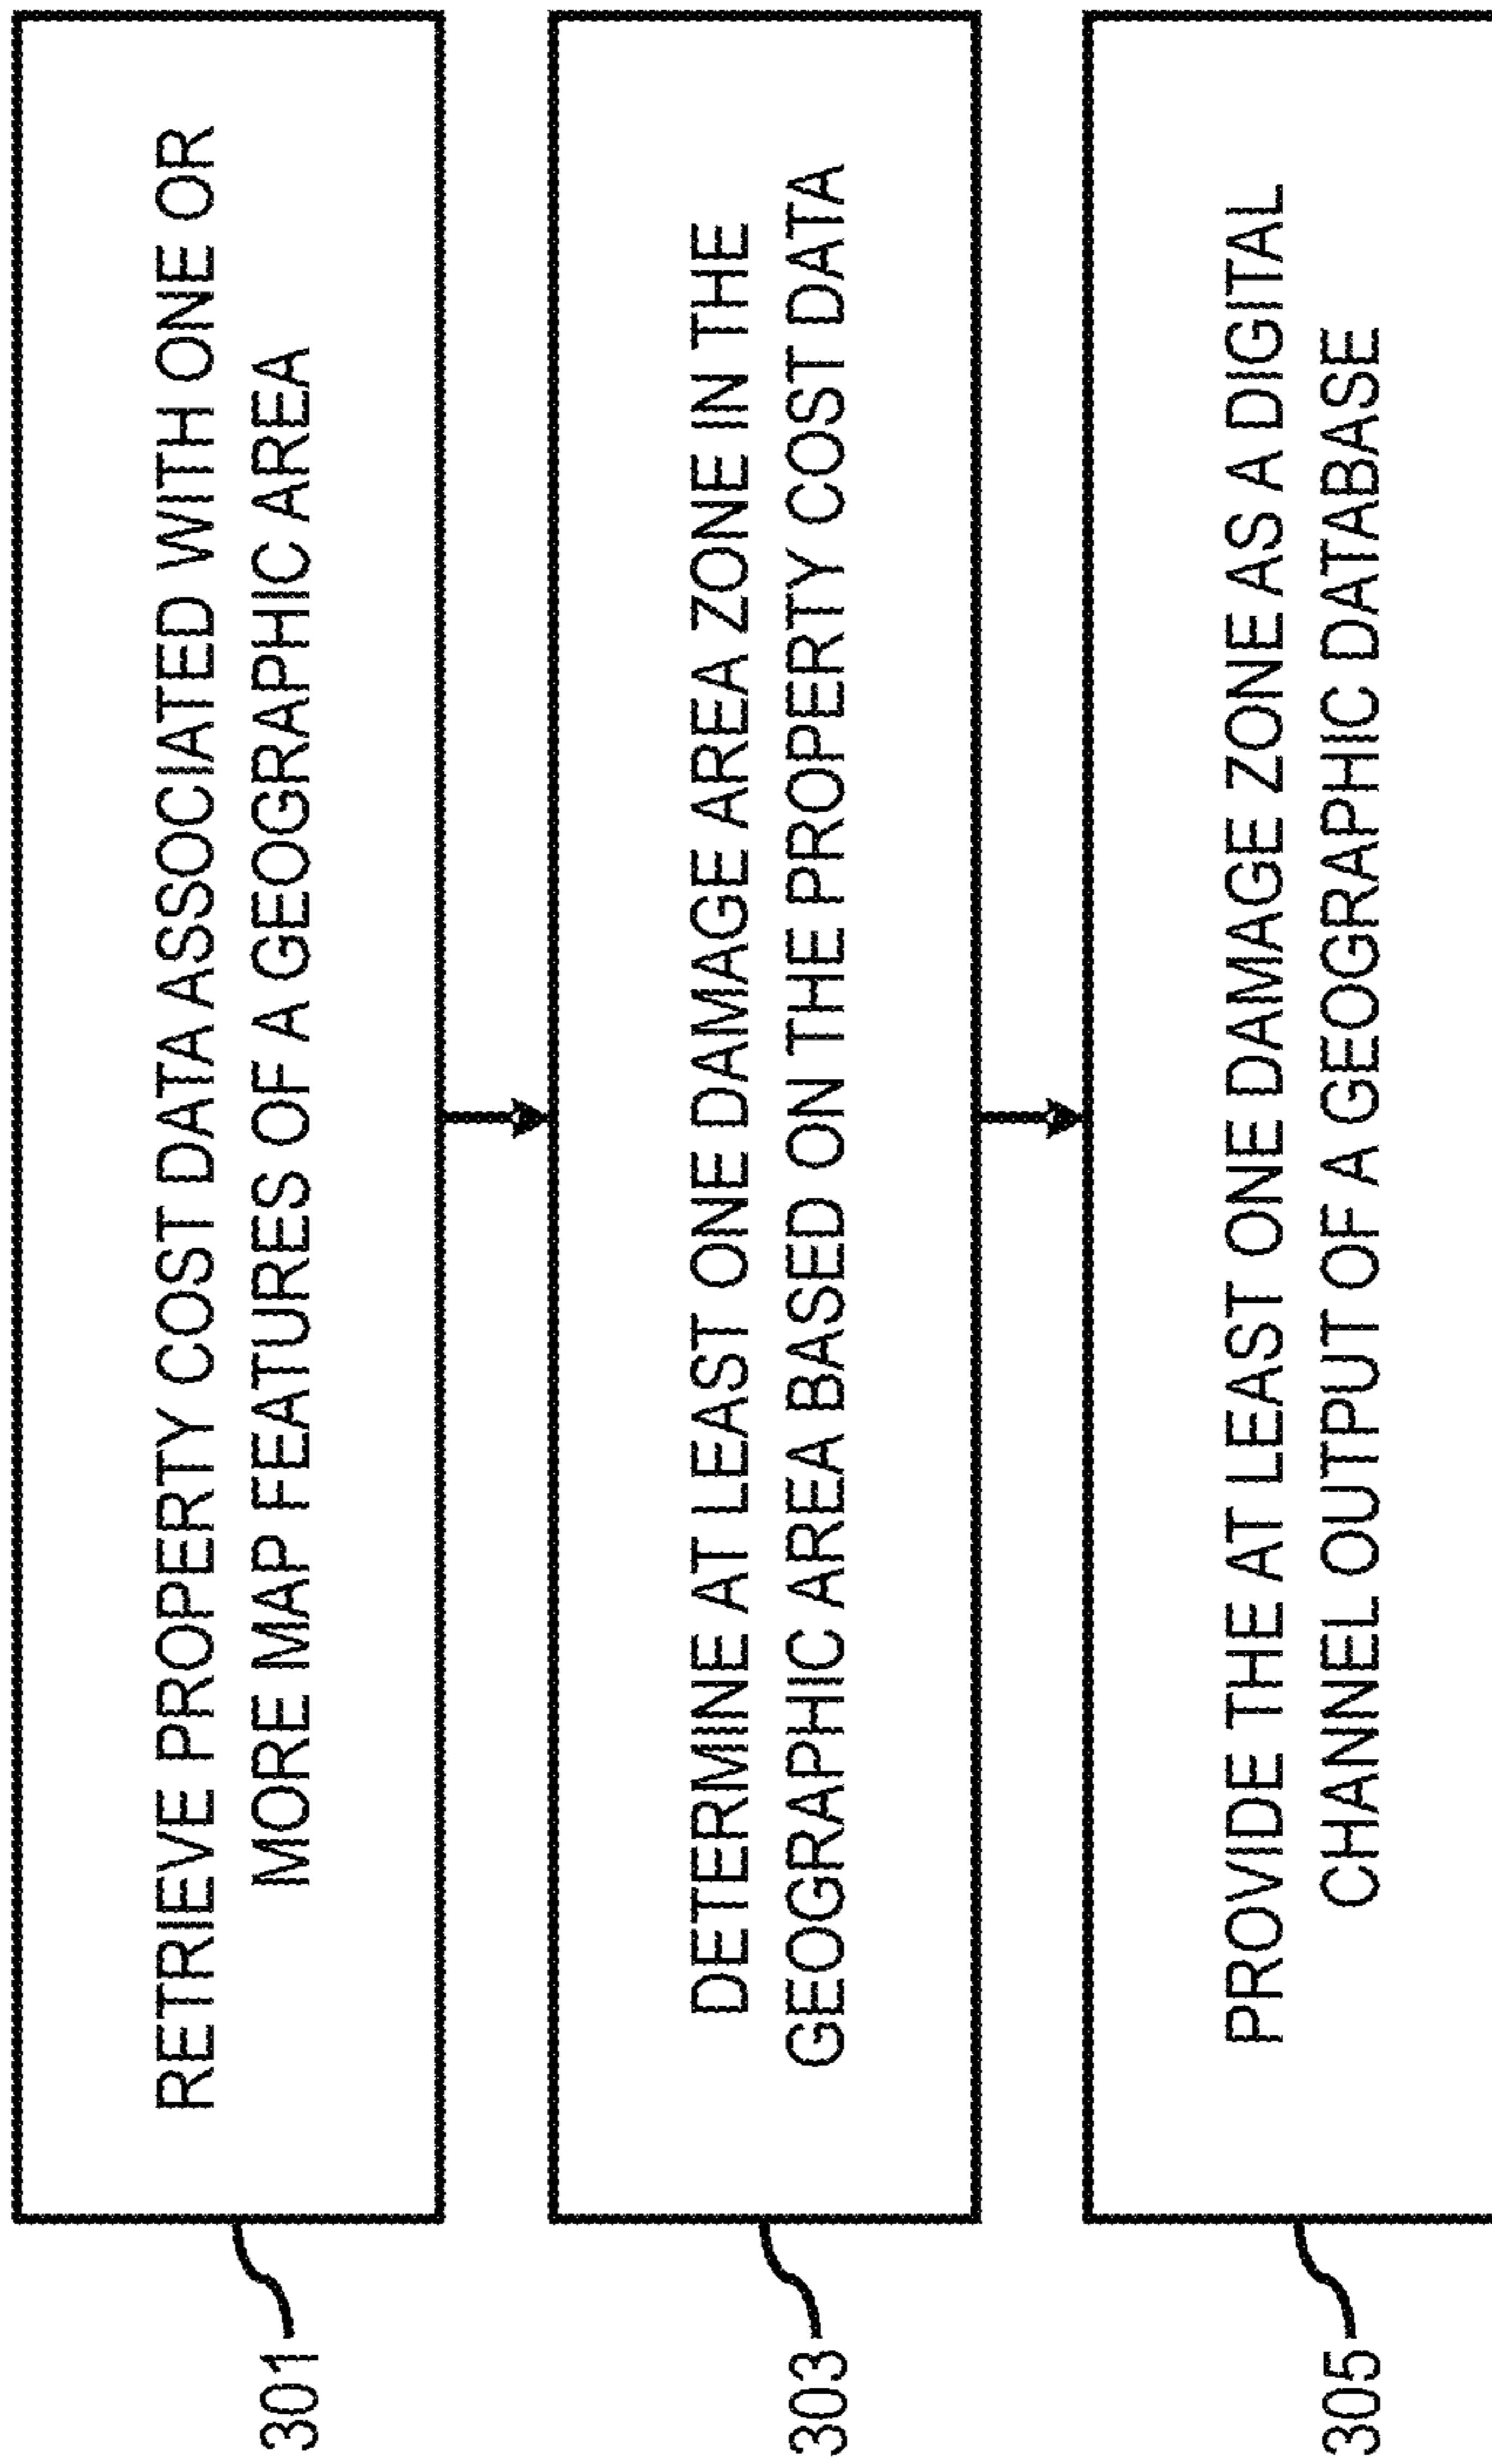 301
RETRIEVE PROPERTY COST DATA ASSOCIATED WITH ONE OR
MORE MAP FEATURES OF A GEOGRAPHIC AREA
303
DETERMINE AT LEAST ONE DAMAGE AREA ZONE IN THE
GEOGRAPHIC AREA BASED ON THE PROPERTY COST DATA
305
PROVIDE THE AT LEAST ONE DAMAGE ZONE AS A DIGITAL
CHANNEL OUTPUT OF A GEOGRAPHIC DATABASE